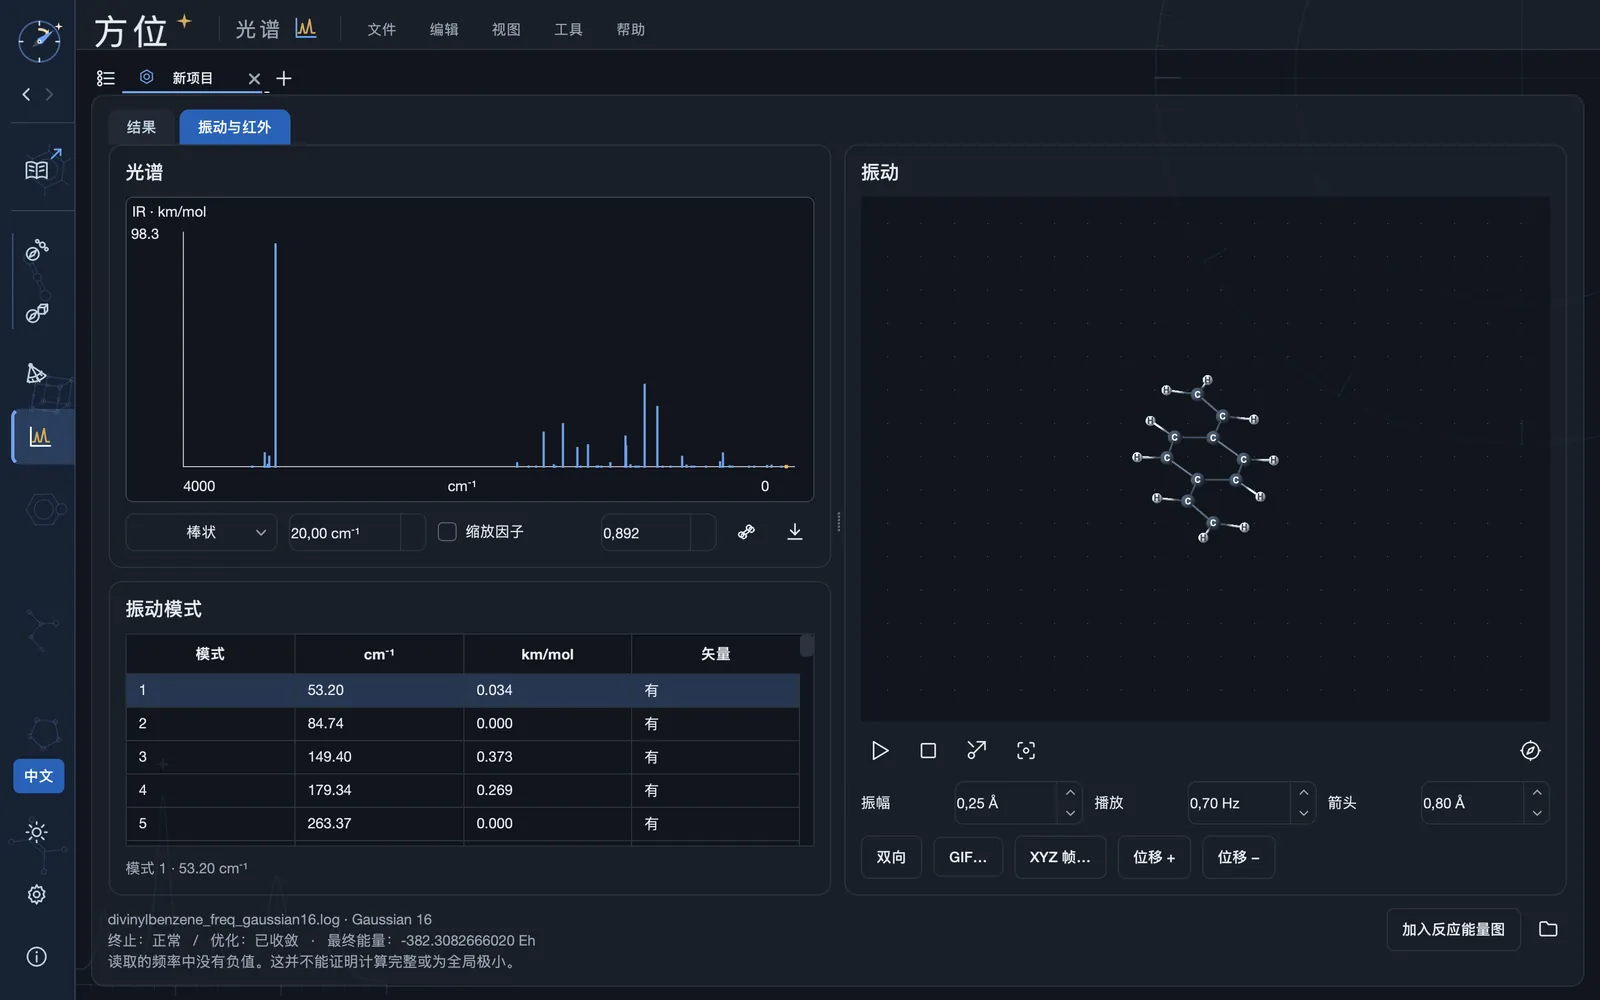 方位
光谱
文件 编辑 视图 工具 帮助
新项目
结果 振动与红外
光谱
IR · km/mol
98.3
4000 cm⁻¹ 0
棒状 20,00 cm⁻¹ 缩放因子 0,892
振动模式
模式 cm⁻¹ km/mol 矢量
1 53.20 0.034 有
2 84.74 0.000 有
3 149.40 0.373 有
4 179.34 0.269 有
5 263.37 0.000 有
模式 1 · 53.20 cm⁻¹
振动
H
H C
C H
H
C C
H C
C H
C C
H C H
C H
H
振幅 0,25 Å 播放 0,70 Hz 箭头 0,80 Å
双向 GIF... XYZ 帧... 位移 + 位移 –
divinylbenzene_freq_gaussian16.log · Gaussian 16
终止：正常 / 优化：已收敛 · 最终能量：-382.3082666020 Eh
读取的频率中没有负值。这并不能证明计算完整或为全局极小。
加入反应能量图
中文